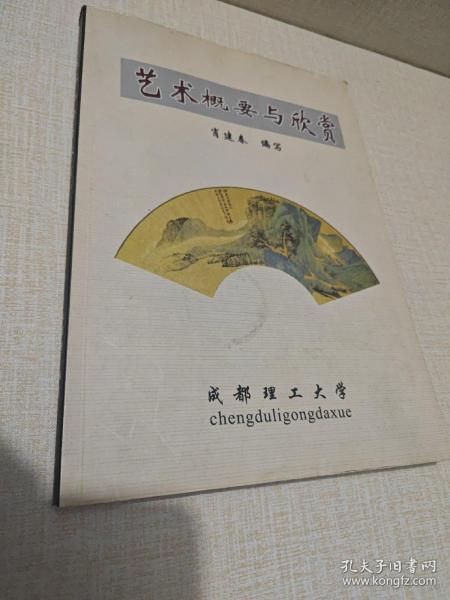 艺术概要与欣赏
肖建春 编写
成都理工大学
chengduligongdaxue
孔夫子旧书网
www.kongfz.com